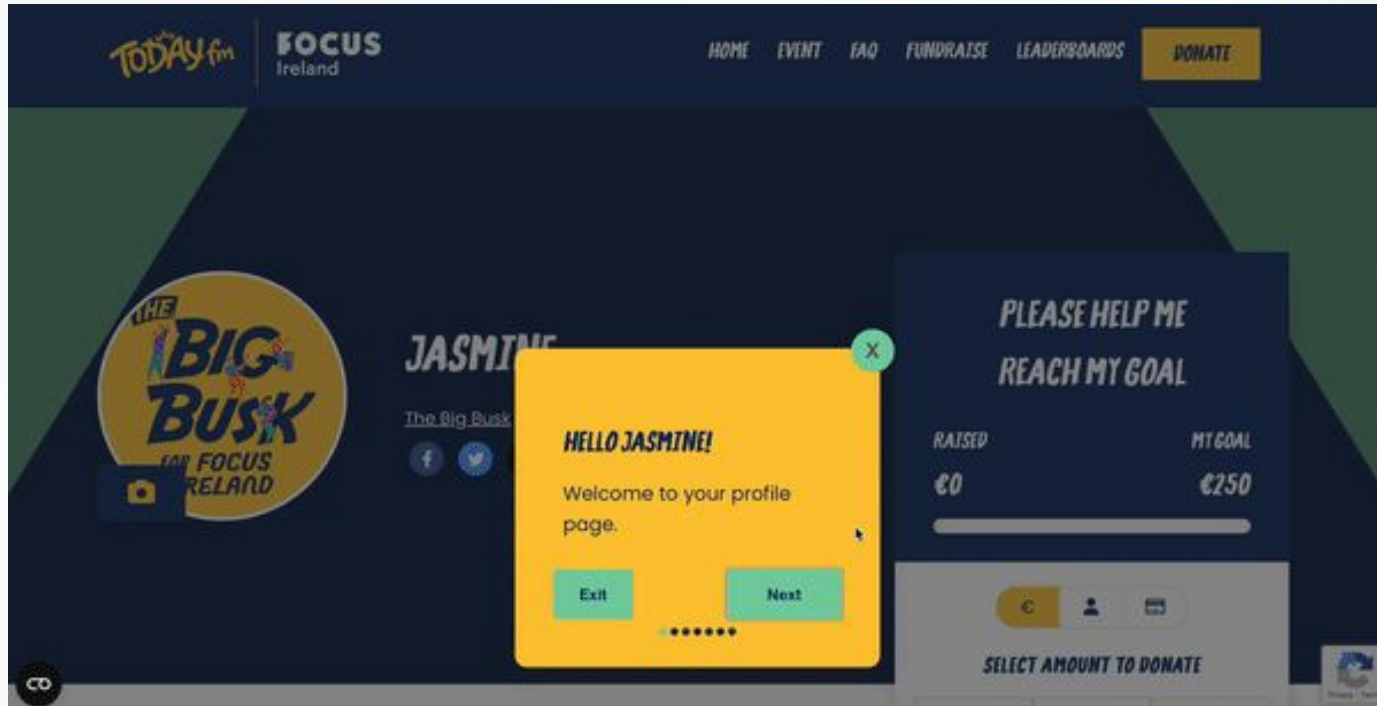 TODAY fm
FOCUS
Ireland
HOME EVENT FAQ FUNDRAISE LEADERBOARDS DONATE
THE
BIG
BUSK
FOR FOCUS
IRELAND
JASMINE
The Big Busk
X
HELLO JASMINE!
Welcome to your profile
page.
Exit Next
PLEASE HELP ME
REACH MY GOAL
RAISED MY GOAL
€0 €250
€
SELECT AMOUNT TO DONATE